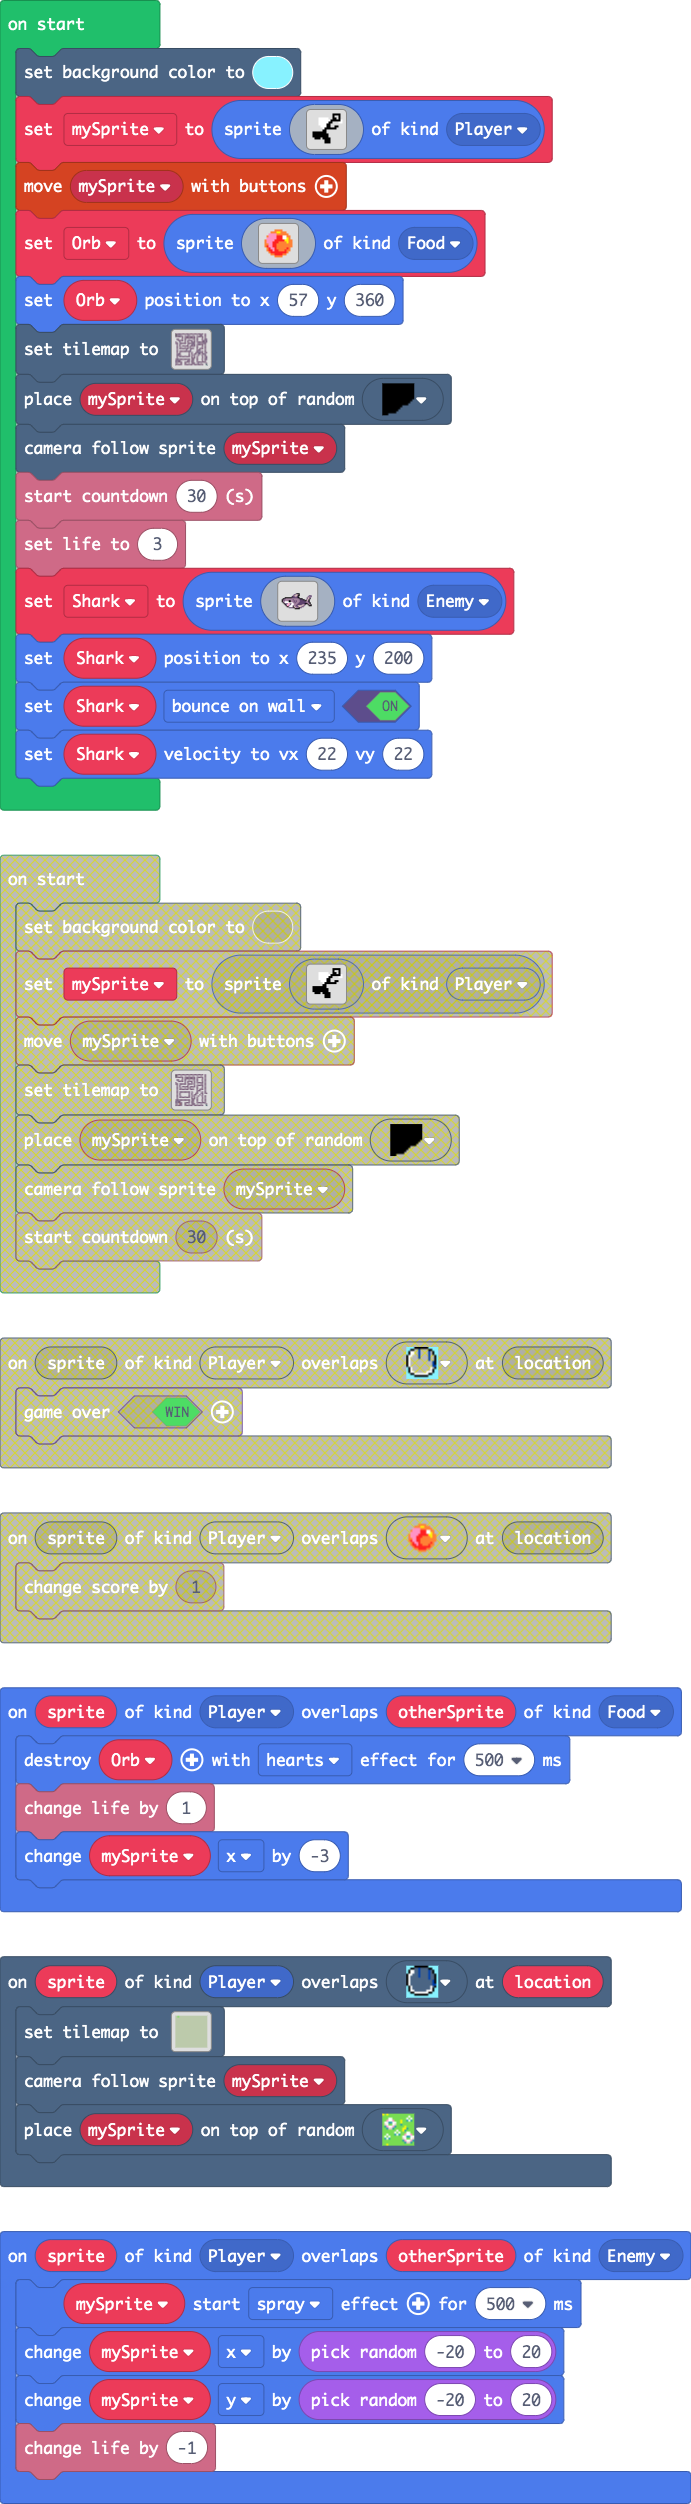 on start
set background color to
set mySprite to sprite of kind Player
move mySprite with buttons
set Orb to sprite of kind Food
set Orb position to x 57 y 360
set tilemap to
place mySprite on top of random
camera follow sprite mySprite
start countdown 30 (s)
set life to 3
set Shark to sprite of kind Enemy
set Shark position to x 235 y 200
set Shark bounce on wall ON
set Shark velocity to vx 22 vy 22
on start
set background color to
set mySprite to sprite of kind Player
move mySprite with buttons
set tilemap to
place mySprite on top of random
camera follow sprite mySprite
start countdown 30 (s)
on sprite of kind Player overlaps at location
game over WIN
on sprite of kind Player overlaps at location
change score by 1
on sprite of kind Player overlaps otherSprite of kind Food
destroy Orb with hearts effect for 500 ms
change life by 1
change mySprite x by -3
on sprite of kind Player overlaps at location
set tilemap to
camera follow sprite mySprite
place mySprite on top of random
on sprite of kind Player overlaps otherSprite of kind Enemy
mySprite start spray effect for 500 ms
change mySprite x by pick random -20 to 20
change mySprite y by pick random -20 to 20
change life by -1